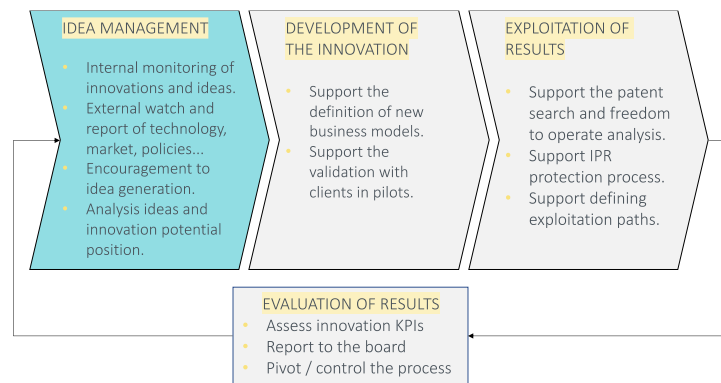 IDEA MANAGEMENT
• Internal monitoring of
innovations and ideas.
• External watch and
report of technology,
market, policies...
• Encouragement to
idea generation.
• Analysis ideas and
innovation potential
position.
DEVELOPMENT OF
THE INNOVATION
• Support the
definition of new
business models.
• Support the
validation with
clients in pilots.
EXPLOITATION OF
RESULTS
• Support the patent
search and freedom
to operate analysis.
• Support IPR
protection process.
• Support defining
exploitation paths.
EVALUATION OF RESULTS
• Assess innovation KPIs
• Report to the board
• Pivot / control the process